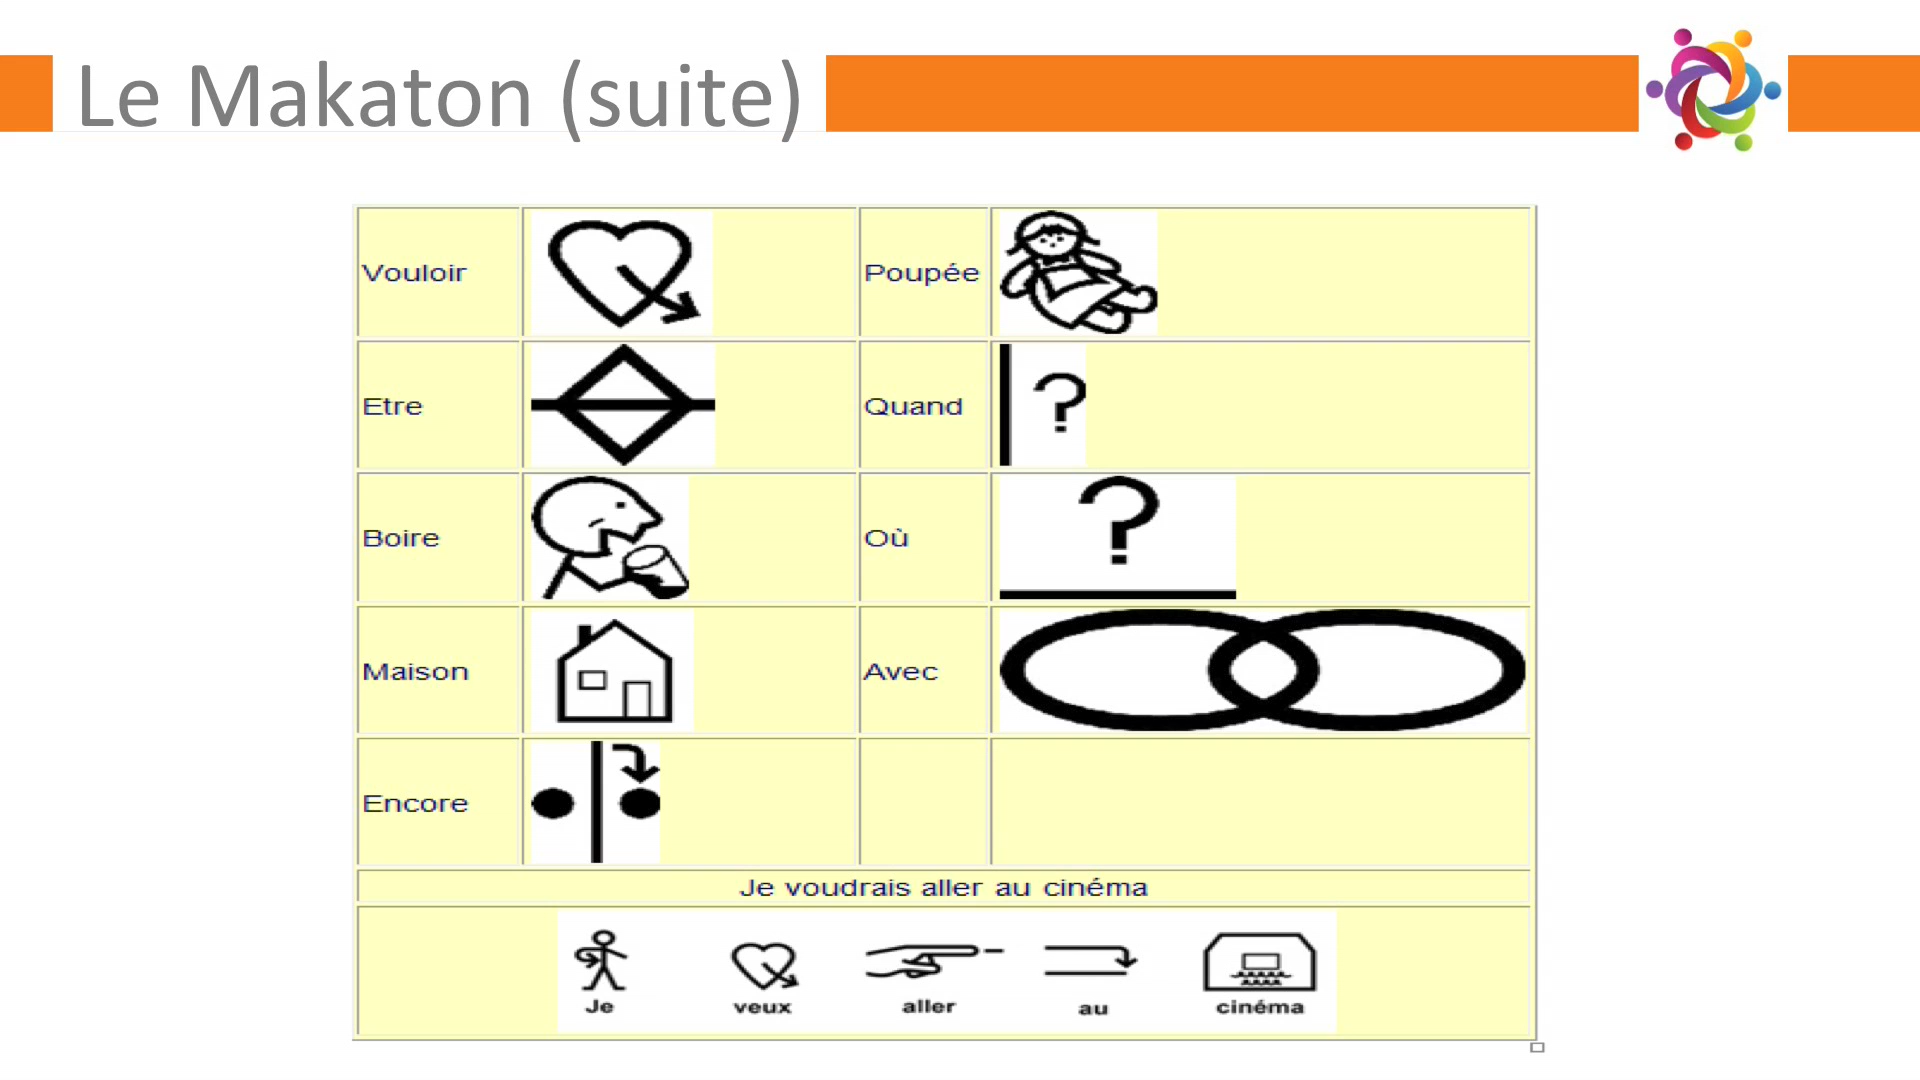 Le Makaton (suite)
Vouloir
Poupée
Etre
Quand
?
Boire
Où
?
Maison
Avec
Encore
Je voudrais aller au cinéma
Je veux aller au cinéma